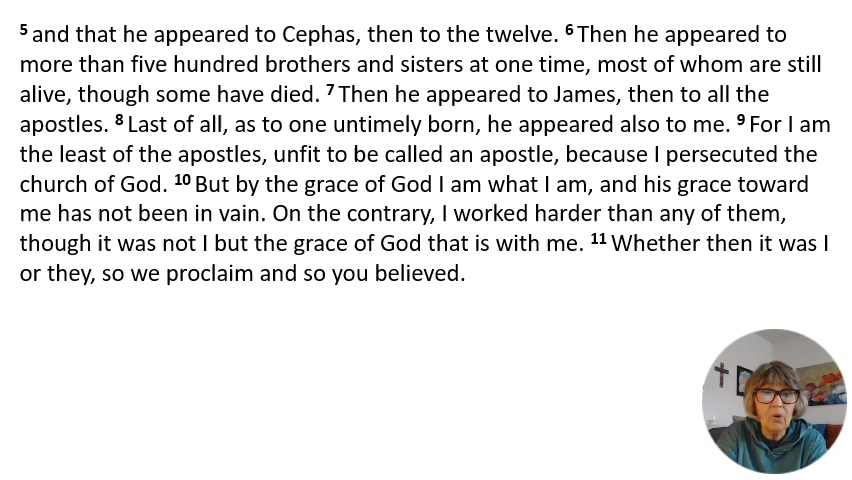 5 and that he appeared to Cephas, then to the twelve. 6 Then he appeared to
more than five hundred brothers and sisters at one time, most of whom are still
alive, though some have died. 7 Then he appeared to James, then to all the
apostles. 8 Last of all, as to one untimely born, he appeared also to me. 9 For I am
the least of the apostles, unfit to be called an apostle, because I persecuted the
church of God. 10 But by the grace of God I am what I am, and his grace toward
me has not been in vain. On the contrary, I worked harder than any of them,
though it was not I but the grace of God that is with me. 11 Whether then it was I
or they, so we proclaim and so you believed.